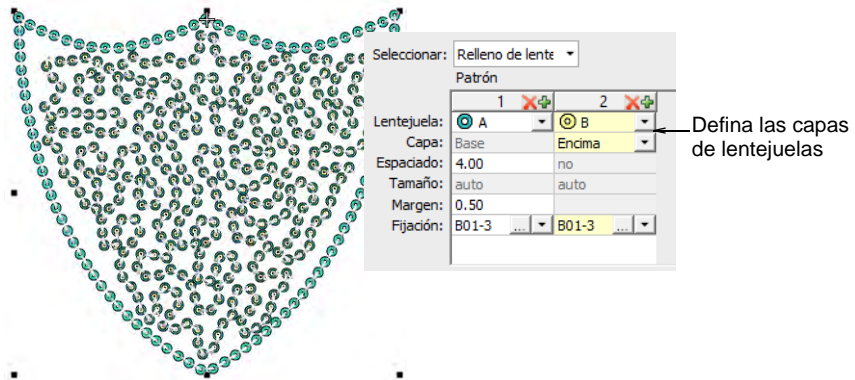 Seleccionar: Relleno de lente
Patrón
1 2
Lentejuela: A B
Capa: Base Encima
Espaciado: 4.00 no
Tamaño: auto auto
Margen: 0.50
Fijación: B01-3 ... B01-3 ...
Defina las capas
de lentejuelas